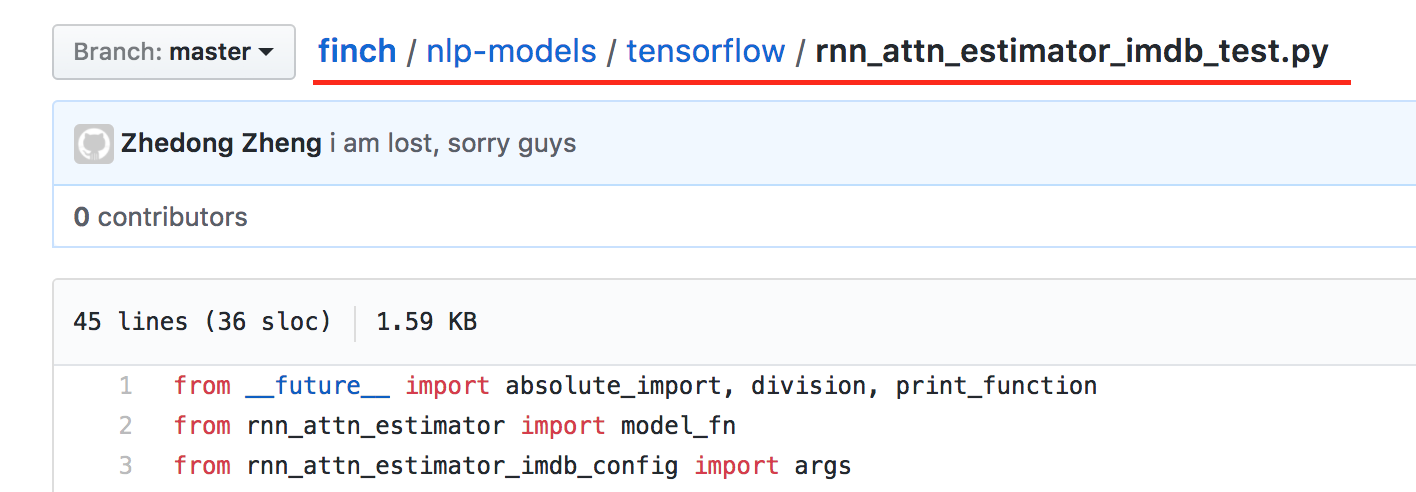 Branch: master finch / nlp-models / tensorflow / rnn_attn_estimator_imdb_test.py
Zhedong Zheng i am lost, sorry guys
0 contributors
45 lines (36 sloc) 1.59 KB
1 from __future__ import absolute_import, division, print_function
2 from rnn_attn_estimator import model_fn
3 from rnn_attn_estimator_imdb_config import args